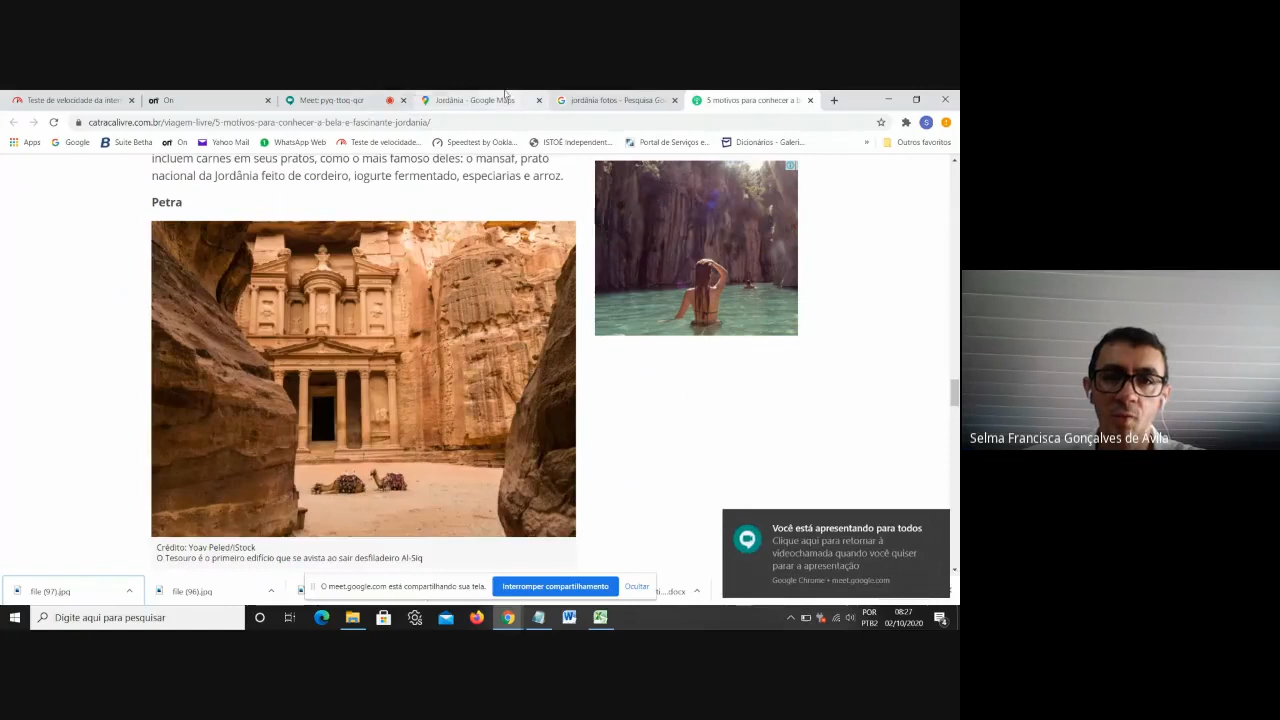 Teste de velocidade da inter
On
Meet: pyq-ttoq-qcr
Jordânia - Google Maps
jordânia fotos - Pesquisa Go
5 motivos para conhecer a b
catracalivre.com.br/viagem-livre/5-motivos-para-conhecer-a-bela-e-fascinante-jordania/
S
Apps
Google
Suite Betha
ort On
Yahoo Mail
WhatsApp Web
Teste de velocidade...
Speedtest by Ookla...
ISTOÉ Independent...
Portal de Serviços e...
Dicionários - Galeri...
»
Outros favoritos
incluem carnes em seus pratos, como o mais famoso deles: o mansaf, prato
nacional da Jordânia feito de cordeiro, iogurte fermentado, especiarias e arroz.
Petra
Crédito: Yoav Peled/iStock
O Tesouro é o primeiro edifício que se avista ao sair desfiladeiro Al-Siq
Você está apresentando para todos
Clique aqui para retornar à
videochamada quando você quiser
parar a apresentação
Google Chrome • meet.google.com
file (97).jpg
file (96).jpg
O meet.google.com está compartilhando sua tela.
Interromper compartilhamento
Ocultar
ti....docx
Digite aqui para pesquisar
POR
PTB2
08:27
02/10/2020
4
Selma Francisca Gonçalves de Ávila